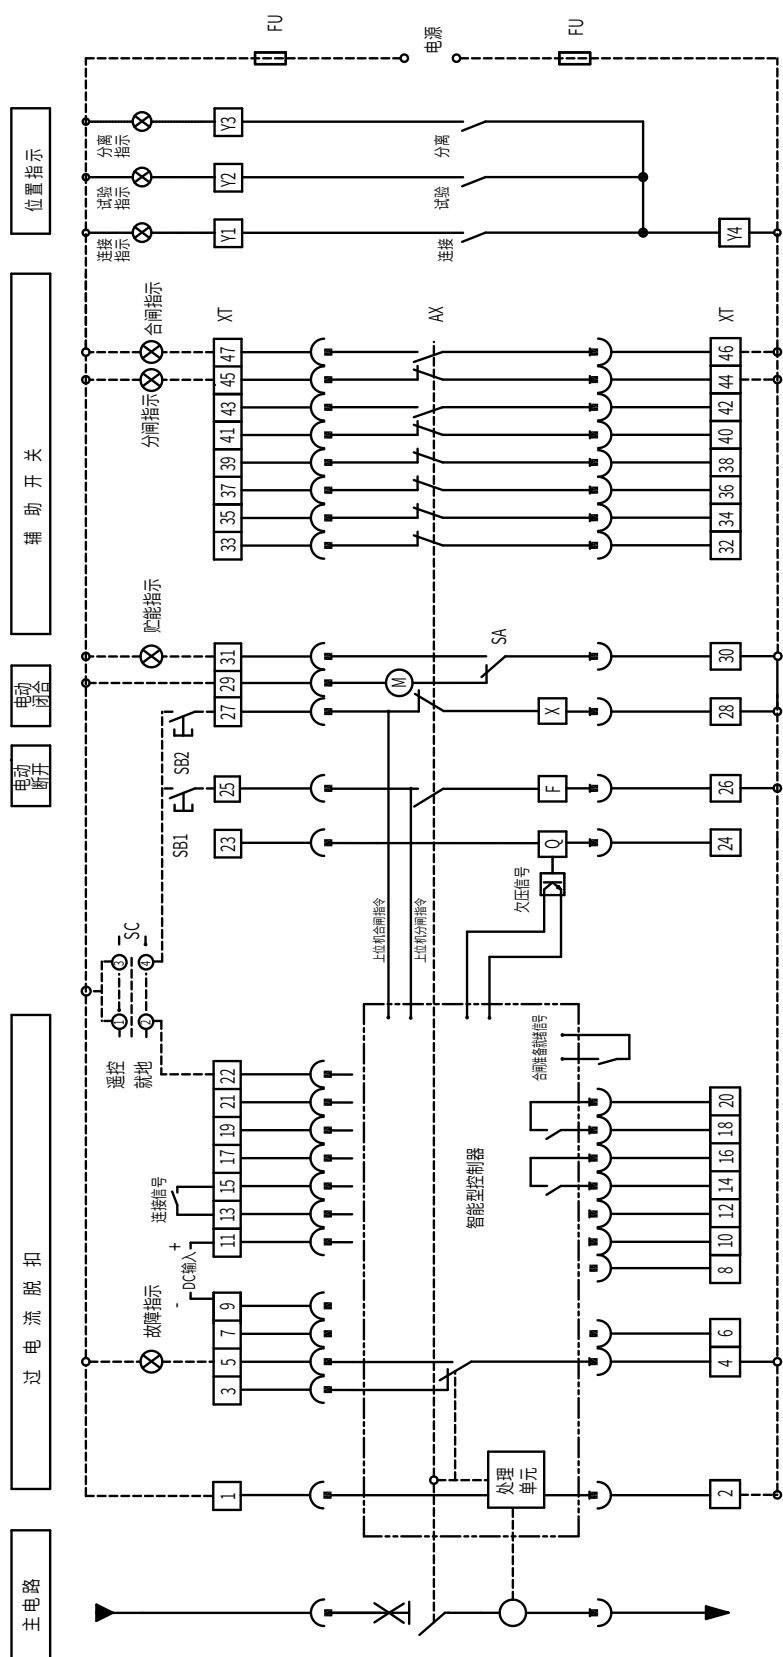 FU
电源
FU
位置指示
分离
指示
Y3
分离
试验
指示
Y2
试验
连接
指示
Y1
连接
Y4
辅助开关
合闸指示
XT
AX
XT
47
46
45
44
分闸指示
43
42
41
40
39
38
37
36
35
34
33
32
贮能指示
电动
闭合
31
SA
30
29
M
27
X
28
SB2
电动
断开
25
F
26
SB1
23
Q
24
欠压信号
上位机合闸指令
上位机分闸指令
SC
3
4
1
2
遥控
就地
过电流脱扣
合闸准备就绪信号
22
21
20
19
18
17
16
连接信号
15
14
智能型控制器
13
12
11
10
+
DC输入
-
8
故障指示
9
7
6
5
4
3
1
处理
单元
2
主电路